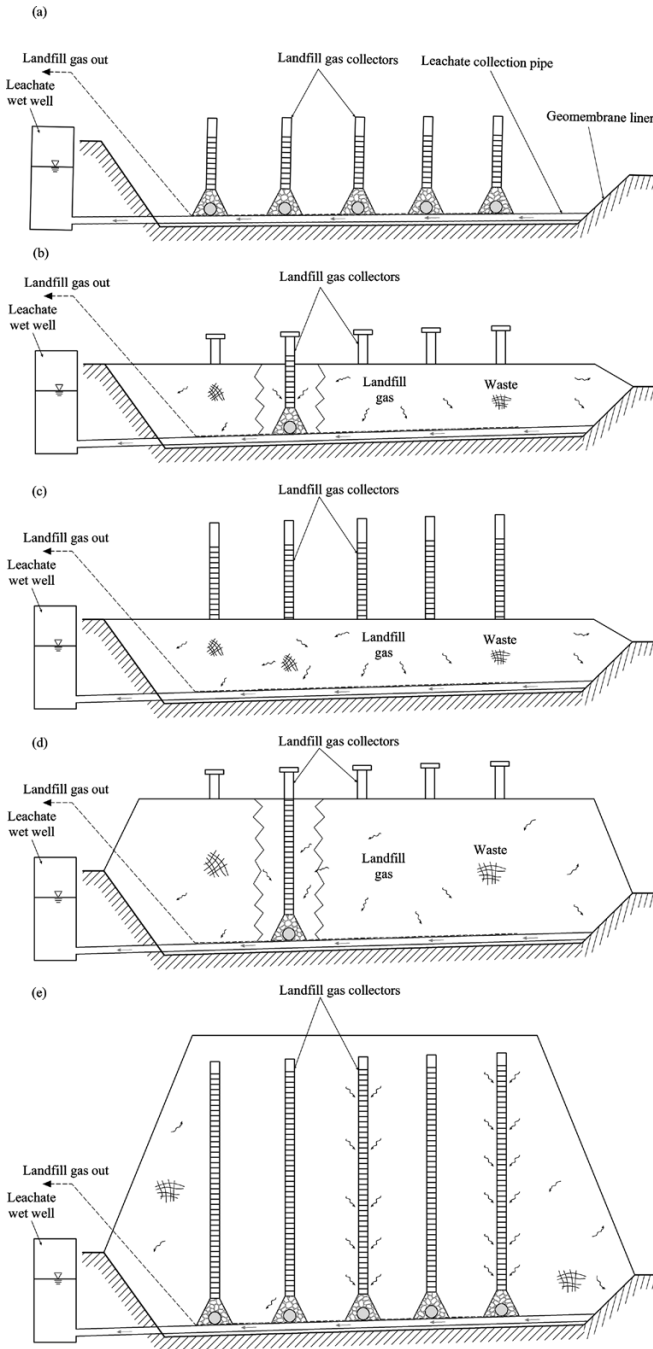 (a)
Landfill gas out
Landfill gas collectors
Leachate collection pipe
Leachate
wet well
Geomembrane liner
(b)
Landfill gas out
Landfill gas collectors
Leachate
wet well
Landfill
gas
Waste
(c)
Landfill gas collectors
Landfill gas out
Leachate
wet well
Landfill
gas
Waste
(d)
Landfill gas collectors
Landfill gas out
Leachate
wet well
Landfill
gas
Waste
(e)
Landfill gas collectors
Landfill gas out
Leachate
wet well